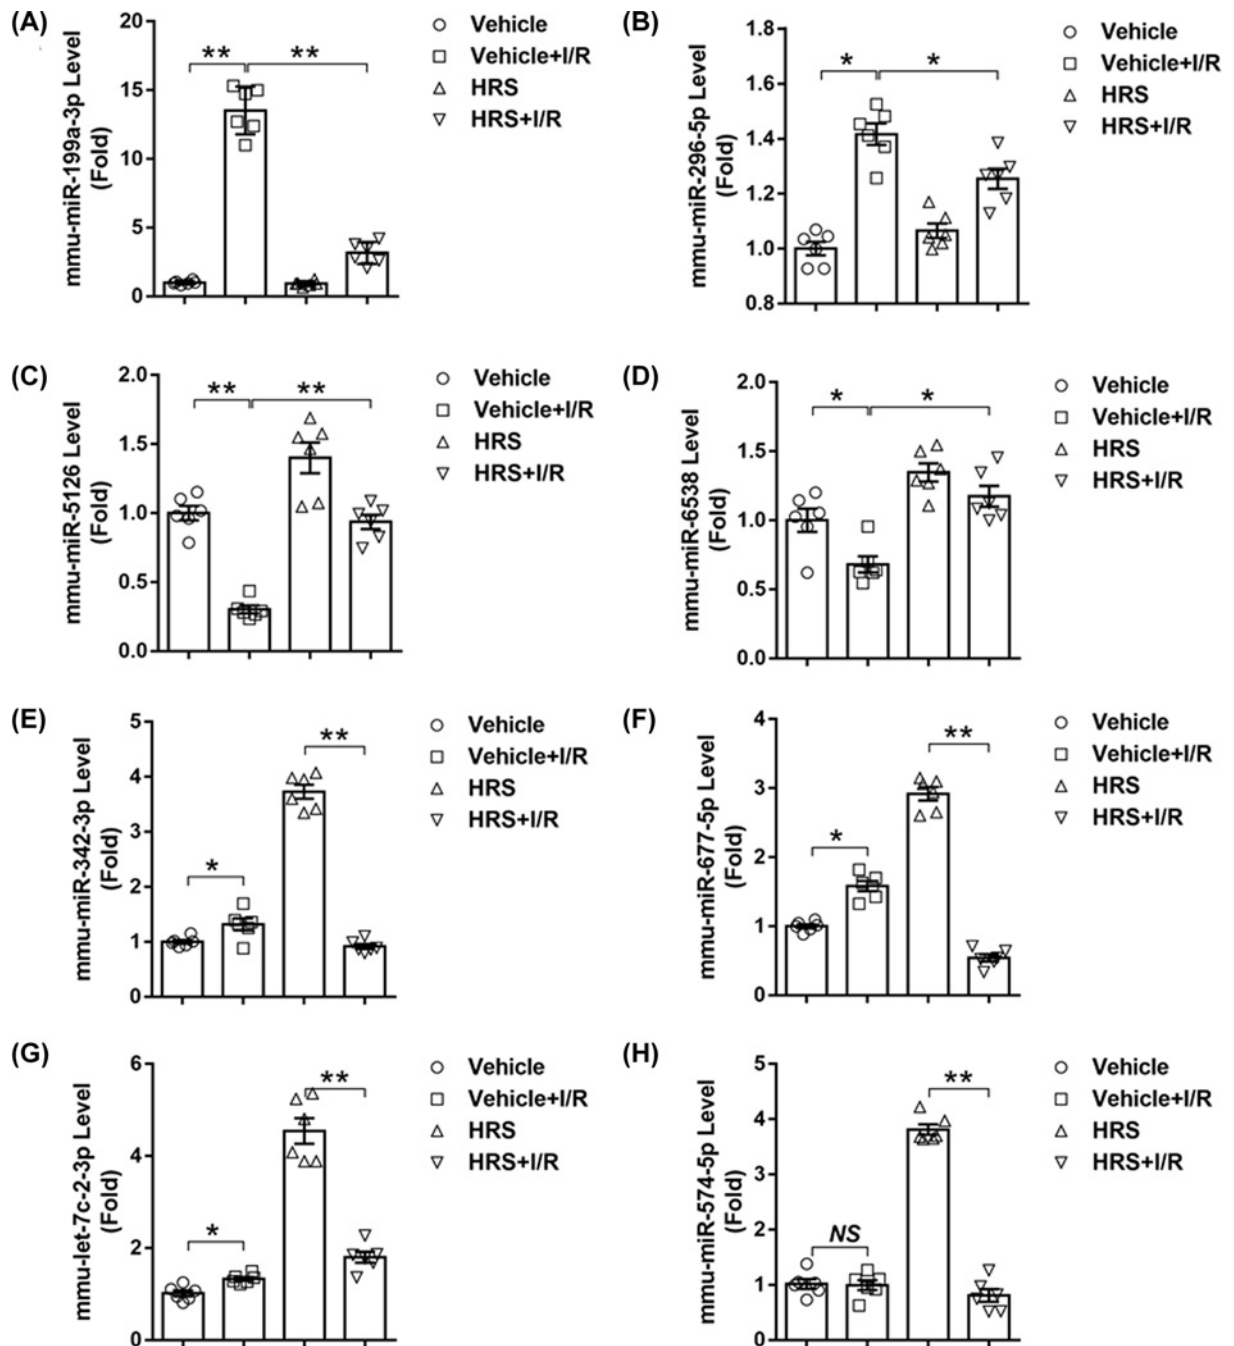 (A)
mmu-miR-199a-3p Level
(Fold)
20
15
10
5
0
**
**
Vehicle
Vehicle+I/R
HRS
HRS+I/R
(B)
mmu-miR-296-5p Level
(Fold)
1.8
1.6
1.4
1.2
1.0
0.8
*
*
Vehicle
Vehicle+I/R
HRS
HRS+I/R
(C)
mmu-miR-5126 Level
(Fold)
2.0
1.5
1.0
0.5
0.0
**
**
Vehicle
Vehicle+I/R
HRS
HRS+I/R
(D)
mmu-miR-6538 Level
(Fold)
2.0
1.5
1.0
0.5
0.0
*
*
Vehicle
Vehicle+I/R
HRS
HRS+I/R
(E)
mmu-miR-342-3p Level
(Fold)
5
4
3
2
1
0
*
**
Vehicle
Vehicle+I/R
HRS
HRS+I/R
(F)
mmu-miR-677-5p Level
(Fold)
4
3
2
1
0
*
**
Vehicle
Vehicle+I/R
HRS
HRS+I/R
(G)
mmu-let-7c-2-3p Level
(Fold)
6
4
2
0
*
**
Vehicle
Vehicle+I/R
HRS
HRS+I/R
(H)
mmu-miR-574-5p Level
(Fold)
5
4
3
2
1
0
NS
**
Vehicle
Vehicle+I/R
HRS
HRS+I/R